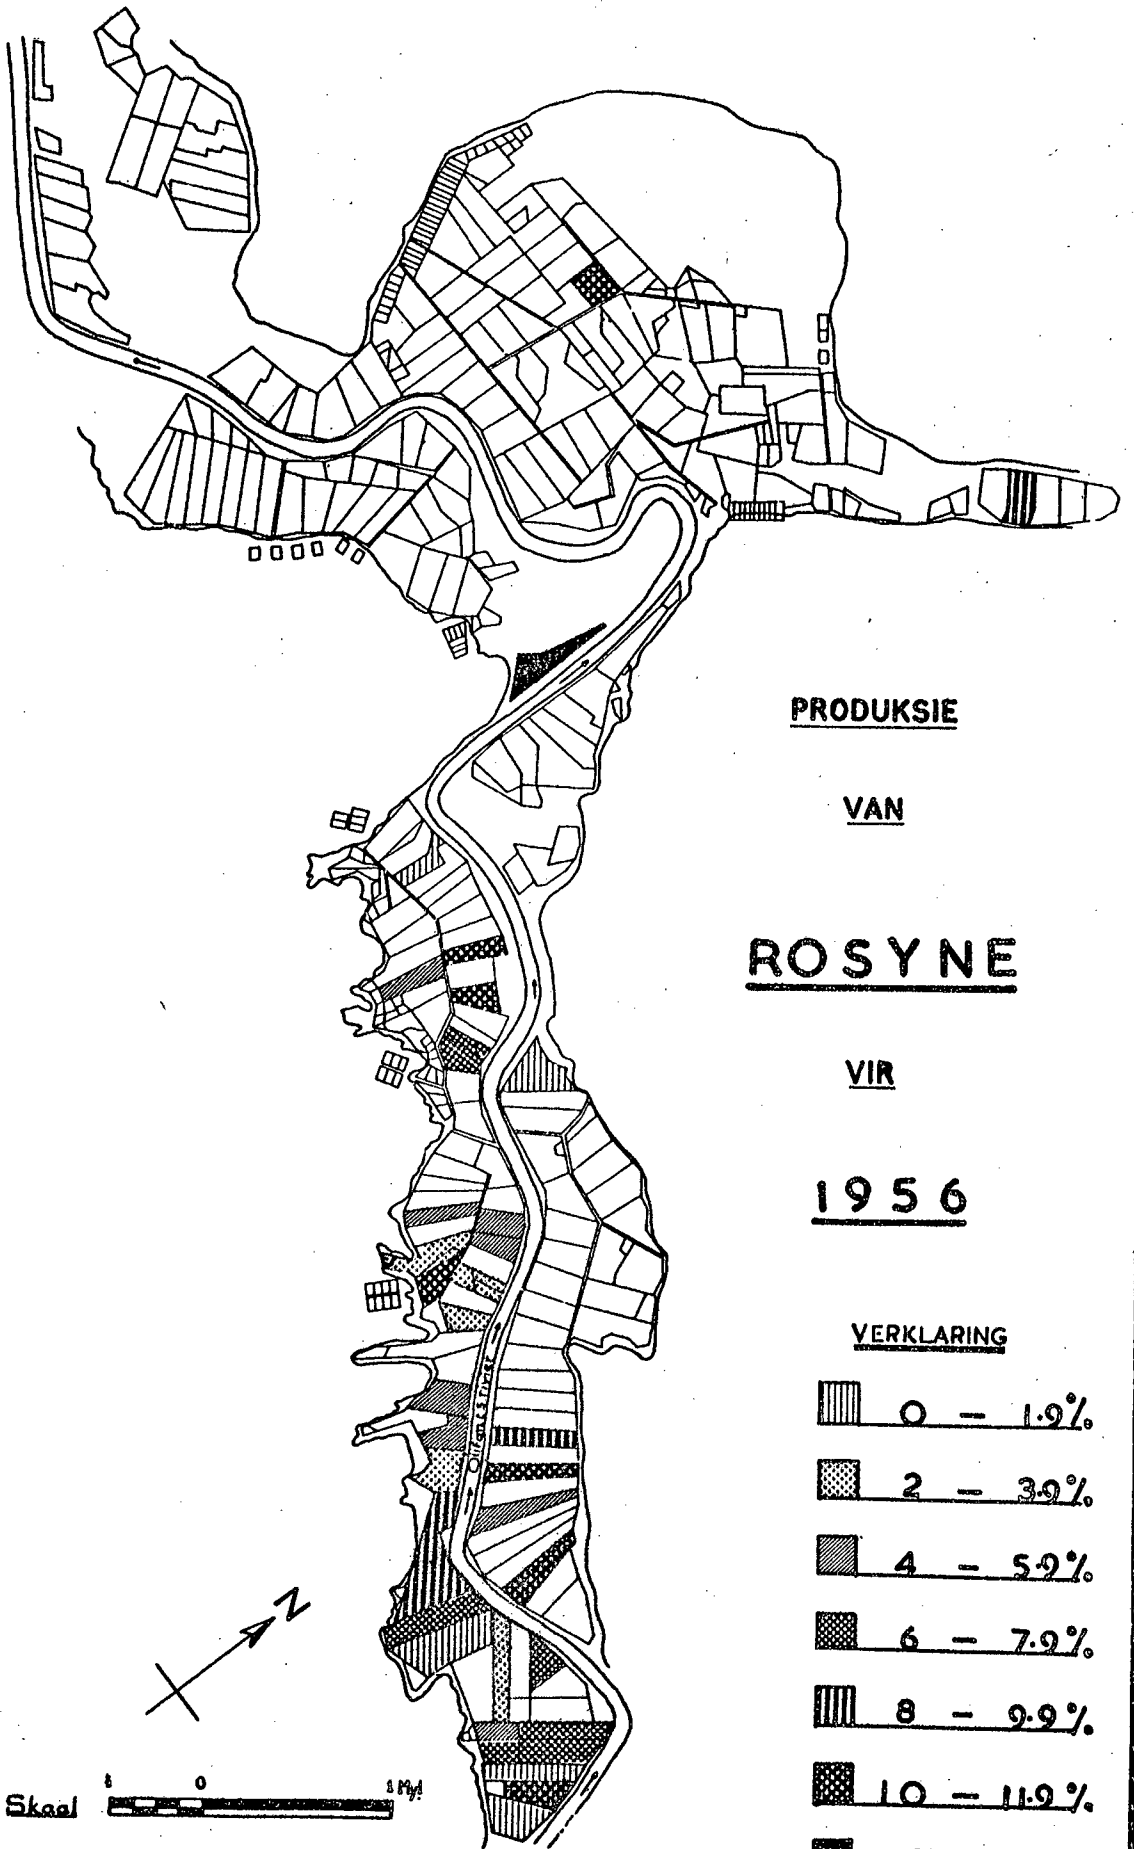 PRODUKSIE
VAN
ROSYNE
VIR
1956
VERKLARING
0 - 1.9%
2 - 3.9%
4 - 5.9%
6 - 7.9%
8 - 9.9%
10 - 11.9%
Olifantsrivier
N
Skaal
1 0 1 Myl